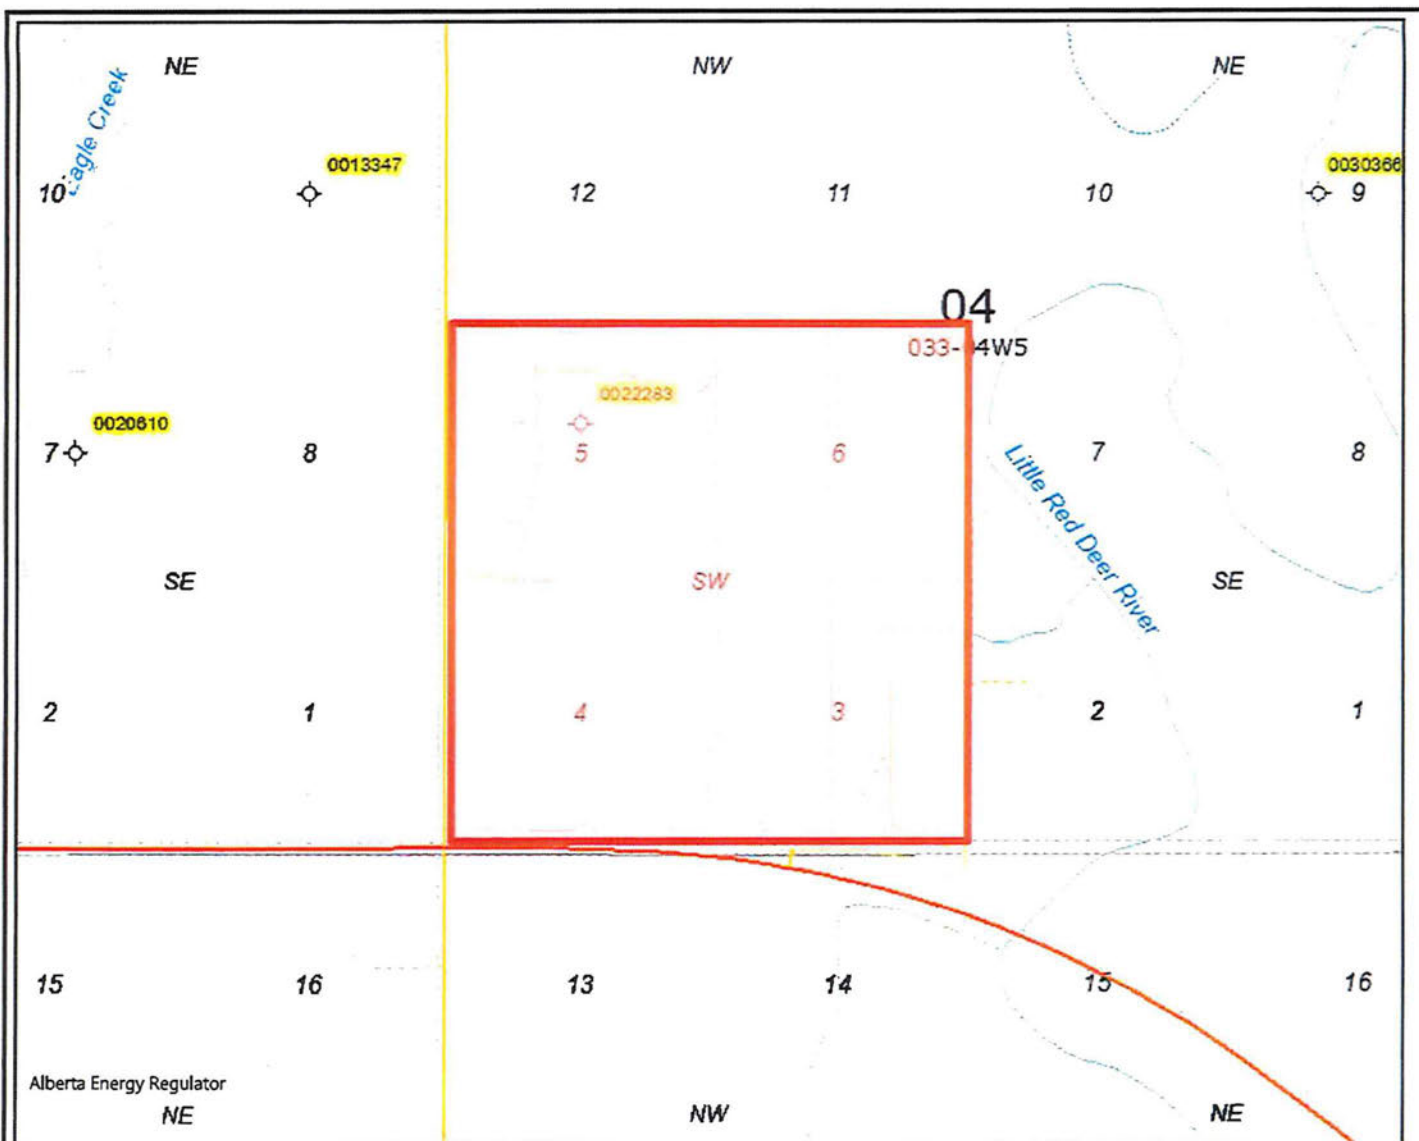 NE NW NE
Eagle Creek
0013347 0030366
10 12 11 10 9
04
033-04W5
0022283
0020610
7 8 5 6 7 8
Little Red Deer River
SE SW SE
2 1 4 3 2 1
15 16 13 14 15 16
Alberta Energy Regulator
NE NW NE